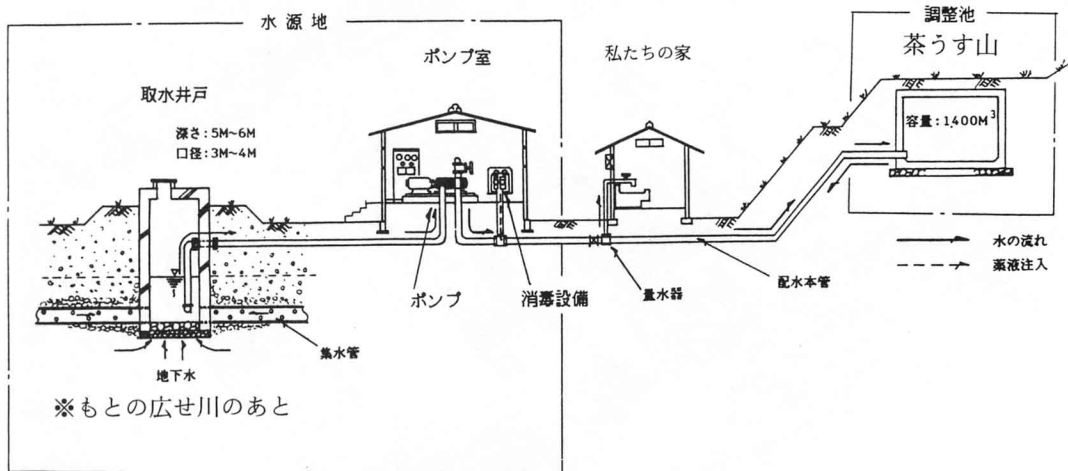 水源地
調整池
茶うす山
ポンプ室
私たちの家
取水井戸
深さ：5M~6M
口径：3M~4M
容量：1,400M³
水の流れ
薬液注入
ポンプ
消毒設備
量水器
配水本管
集水管
地下水
※もとの広せ川のあと